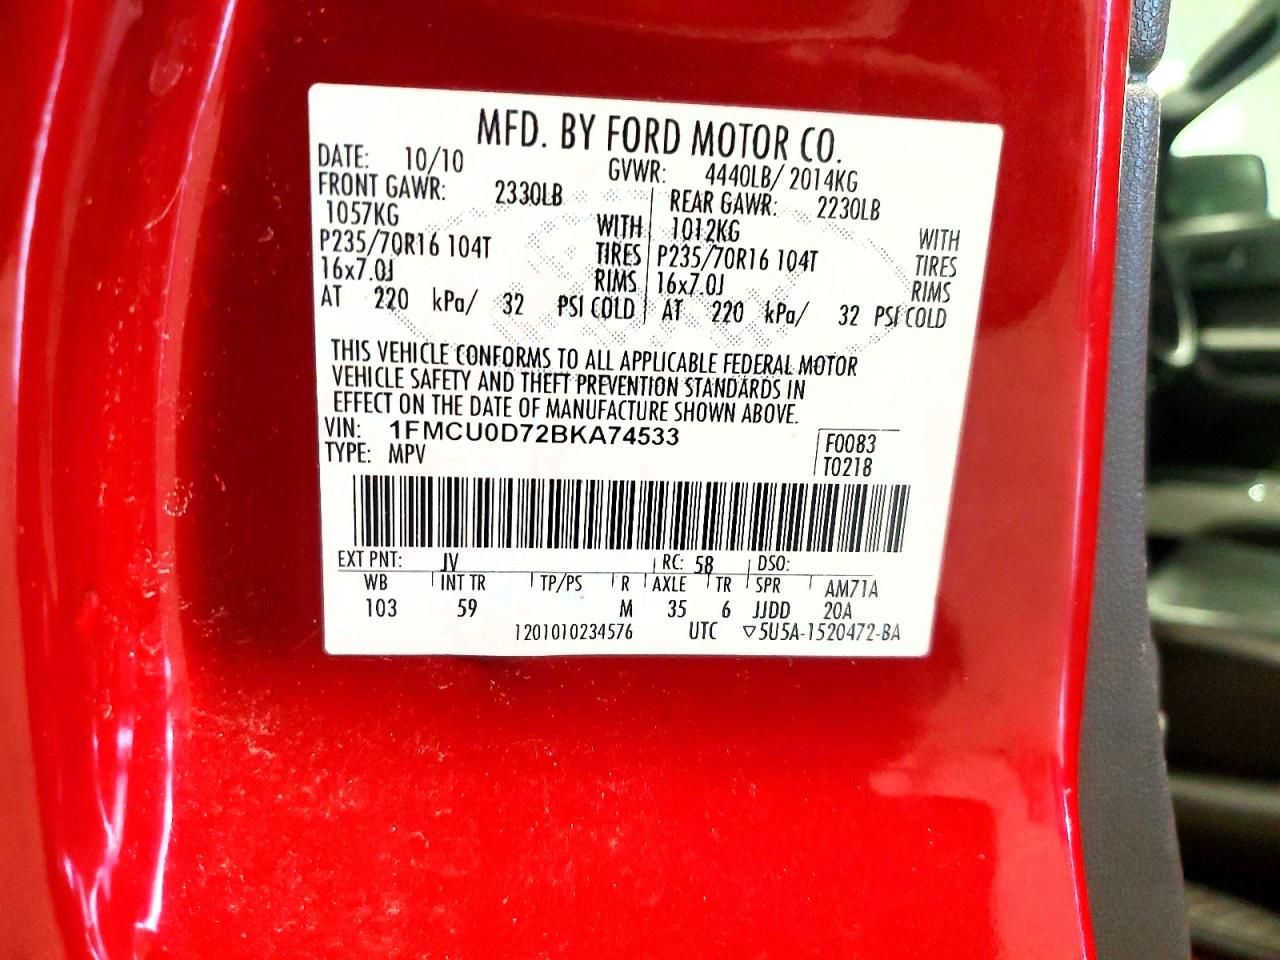 MFD. BY FORD MOTOR CO.
DATE: 10/10 GVWR: 4440LB/ 2014KG
FRONT GAWR: 2330LB REAR GAWR: 2230LB
1057KG WITH 1012KG WITH
P235/70R16 104T TIRES P235/70R16 104T TIRES
16x7.0J RIMS 16x7.0J RIMS
AT 220 kPa/ 32 PSI COLD AT 220 kPa/ 32 PSI COLD
THIS VEHICLE CONFORMS TO ALL APPLICABLE FEDERAL MOTOR
VEHICLE SAFETY AND THEFT PREVENTION STANDARDS IN
EFFECT ON THE DATE OF MANUFACTURE SHOWN ABOVE.
VIN: 1FMCU0D72BKA74533 F0083
TYPE: MPV T0218
EXT PNT: JV RC: 58 DSO:
WB INT TR TP/PS R AXLE TR SPR AM71A
103 59 M 35 6 JJDD 20A
1201010234576 UTC ▽5U5A-1520472-BA